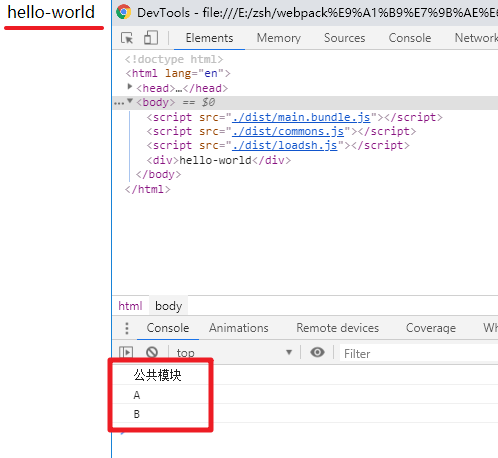 hello-world
DevTools - file:///E:/zsh/webpack%E9%A1%B9%E7%9B%AE%E6
Elements Memory Sources Console Network
<!doctype html>
<html lang="en">
<head>…</head>
… <body> == $0
<script src="./dist/main.bundle.js"></script>
<script src="./dist/commons.js"></script>
<script src="./dist/loadsh.js"></script>
<div>hello-world</div>
</body>
</html>
html body
Console Animations Remote devices Coverage Wh
top Filter
公共模块
A
B